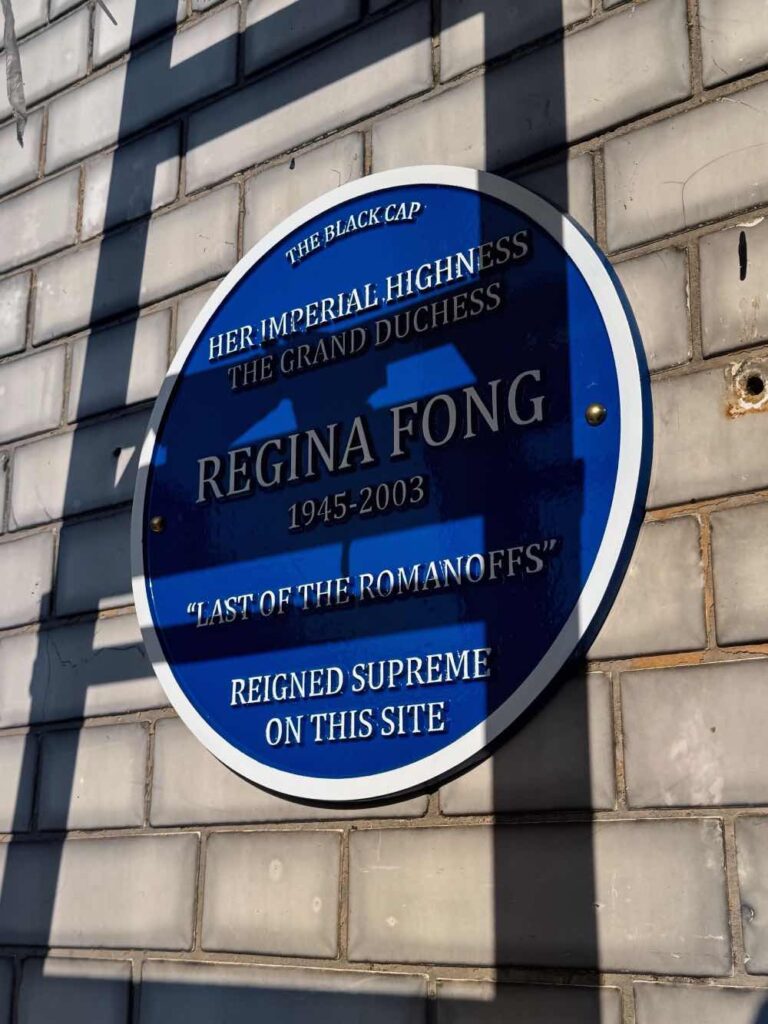 THE BLACK CAP
HER IMPERIAL HIGHNESS
THE GRAND DUCHESS
REGINA FONG
1945-2003
“LAST OF THE ROMANOFFS”
REIGNED SUPREME
ON THIS SITE